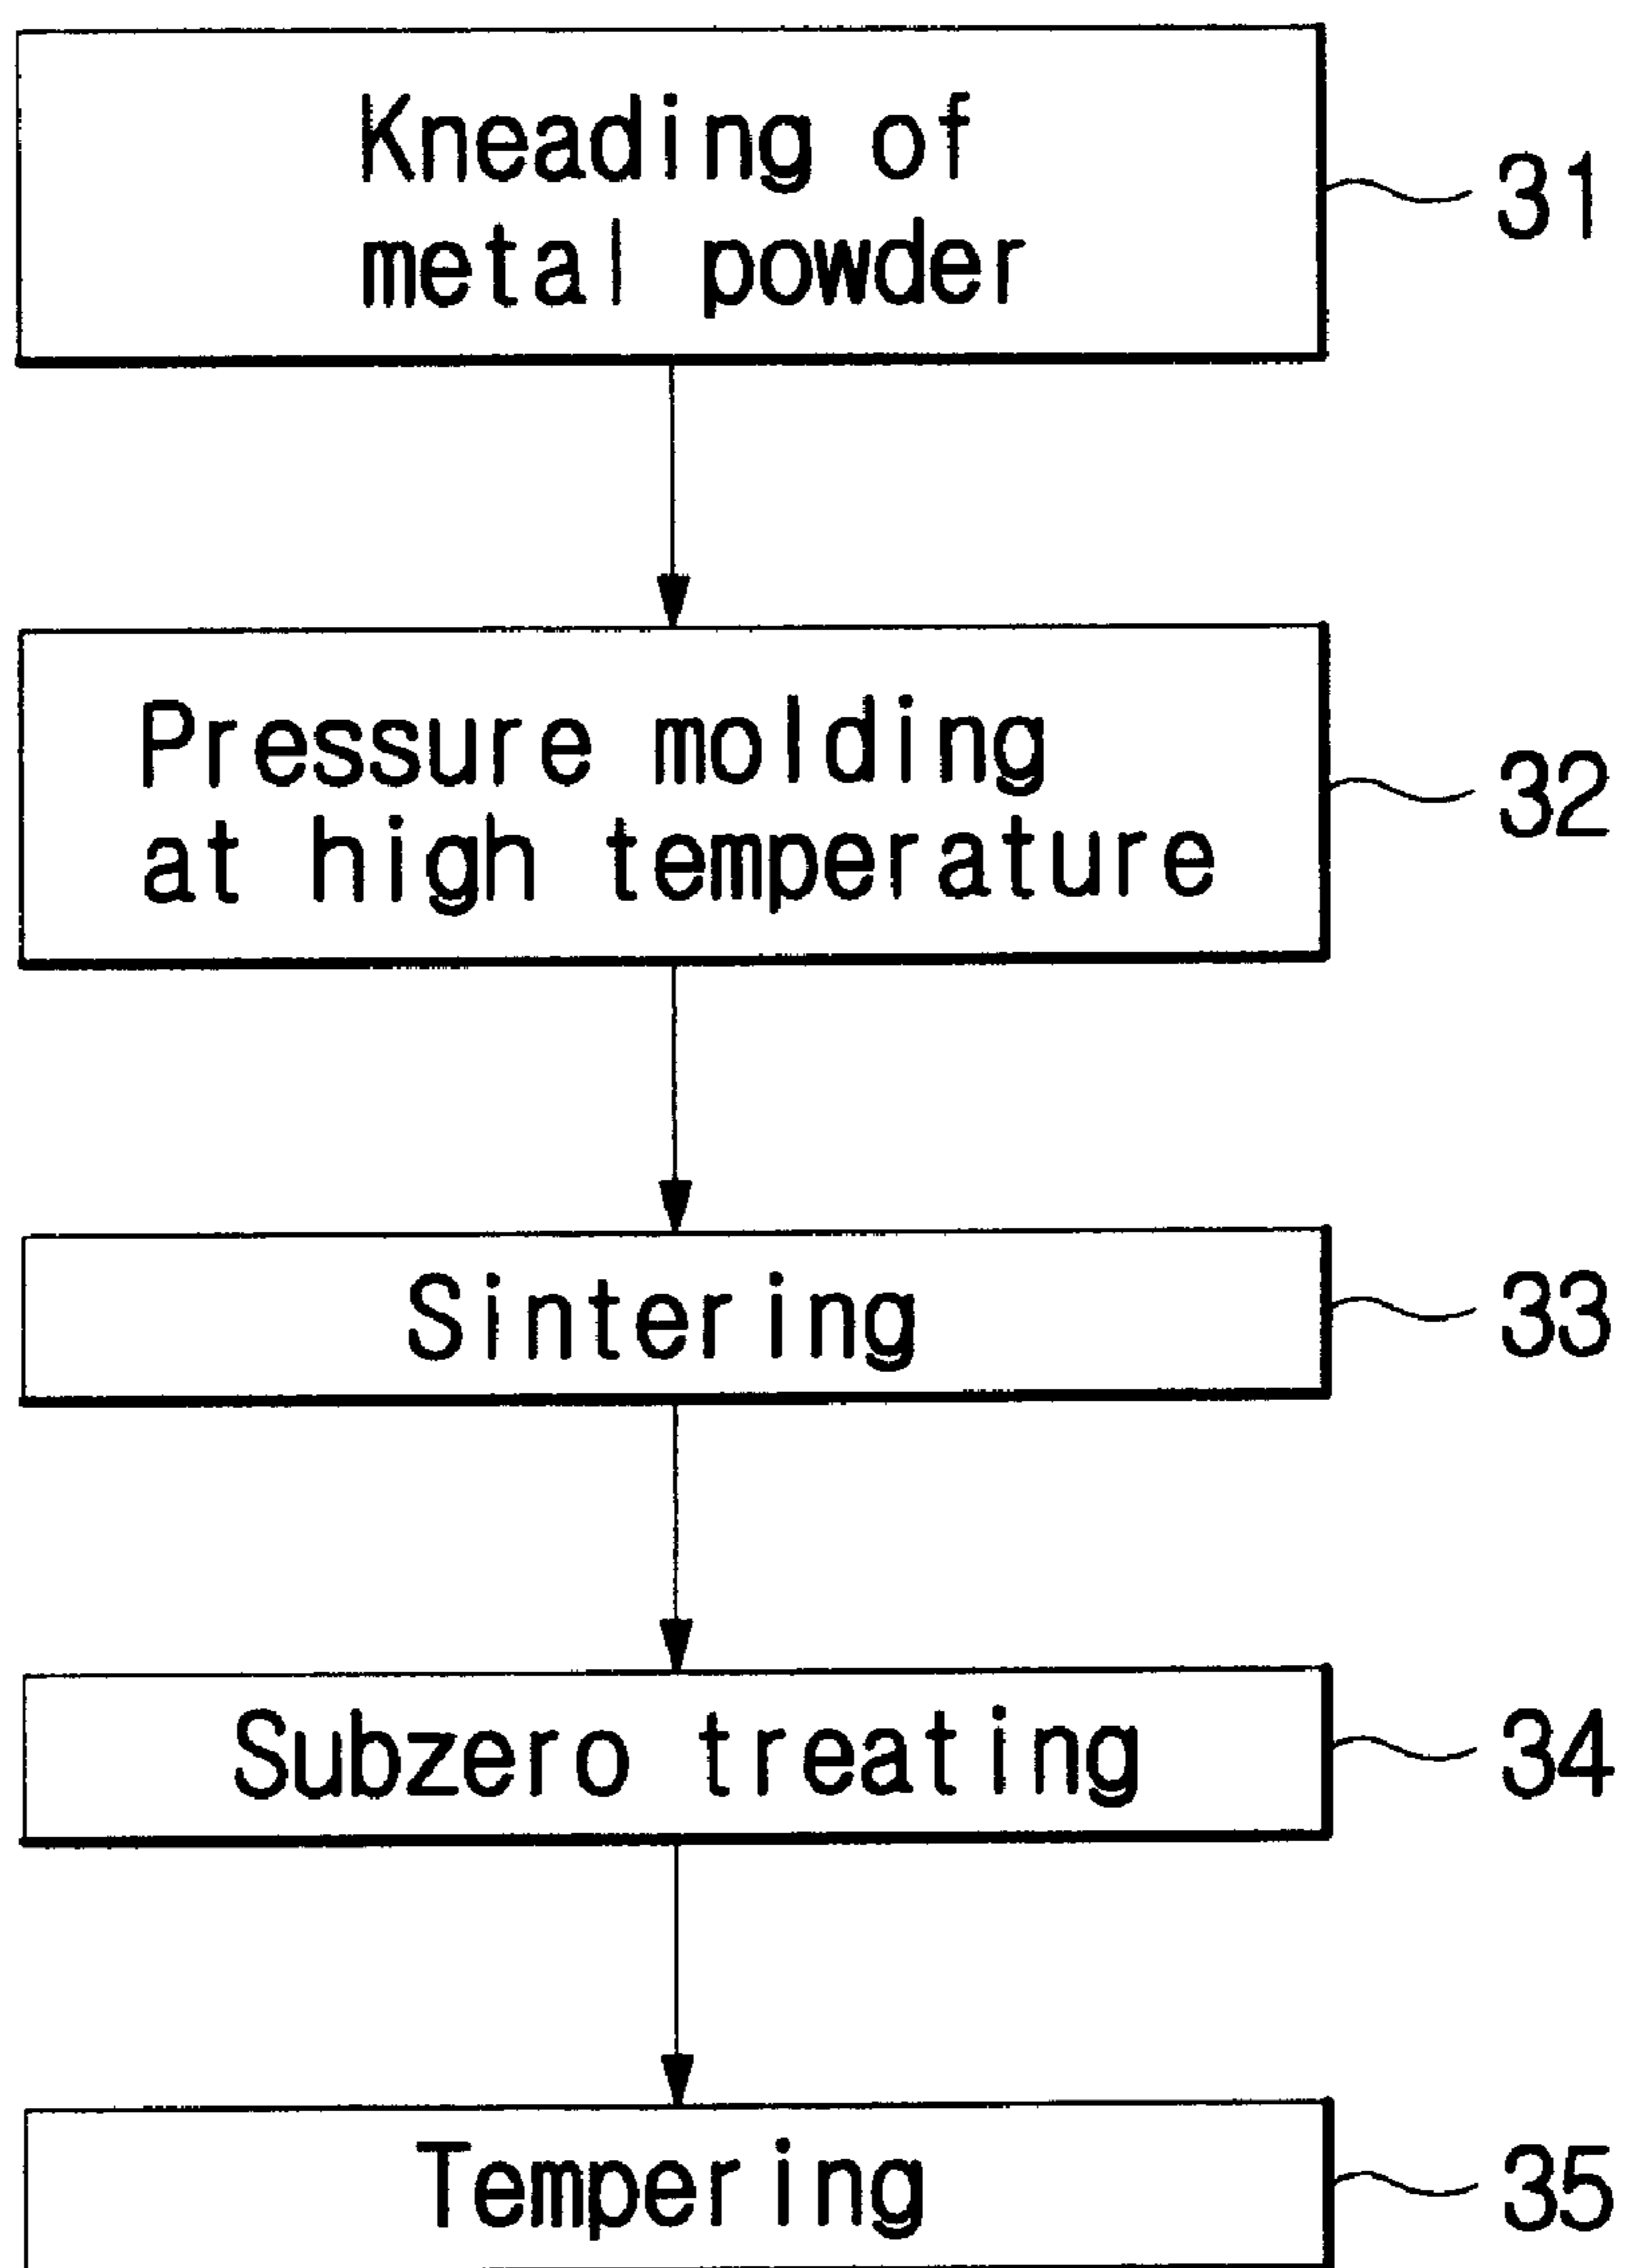 Kneading of
metal powder
31
Pressure molding
at high temperature
32
Sintering
33
Subzero treating
34
Tempering
35